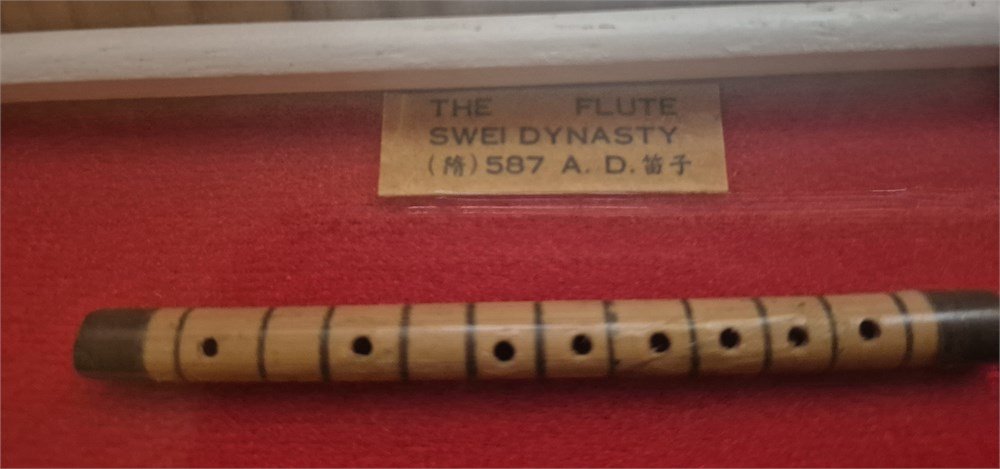 THE FLUTE
SWEI DYNASTY
(隋)587 A. D. 笛子